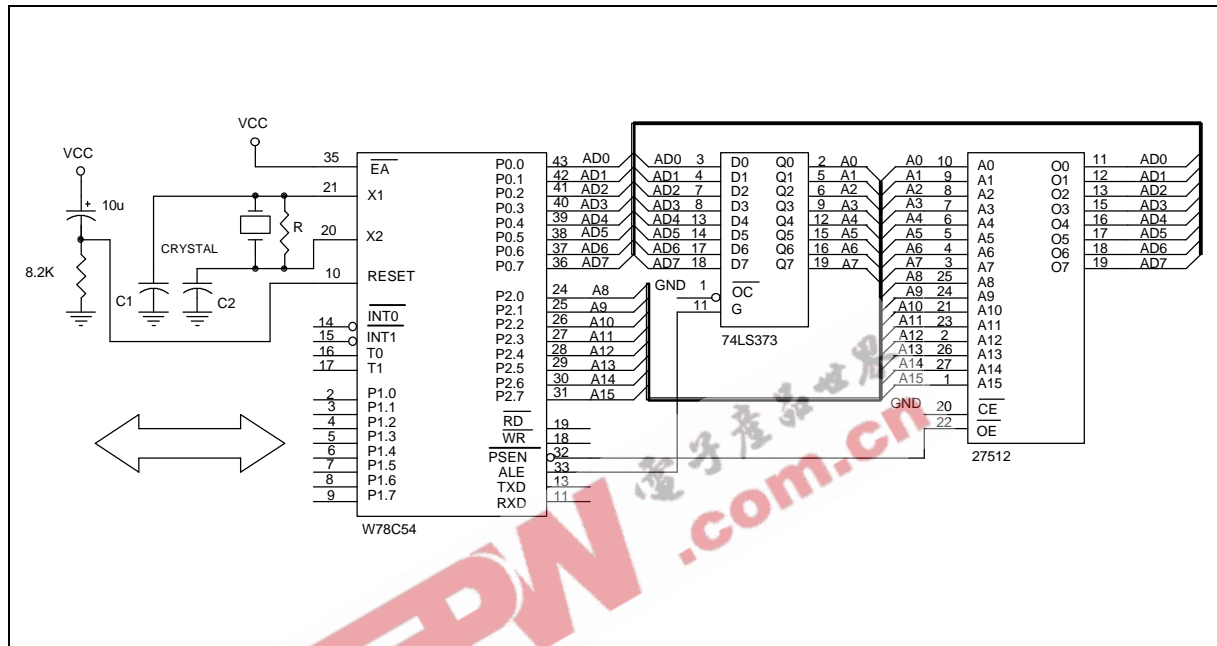 VCC
VCC
10u
8.2K
C1
C2
CRYSTAL
R
35 EA
21 X1
20 X2
10 RESET
14 INT0
15 INT1
16 T0
17 T1
2 P1.0
3 P1.1
4 P1.2
5 P1.3
6 P1.4
7 P1.5
8 P1.6
9 P1.7
P0.0 43 AD0
P0.1 42 AD1
P0.2 41 AD2
P0.3 40 AD3
P0.4 39 AD4
P0.5 38 AD5
P0.6 37 AD6
P0.7 36 AD7
P2.0 24 A8
P2.1 25 A9
P2.2 26 A10
P2.3 27 A11
P2.4 28 A12
P2.5 29 A13
P2.6 30 A14
P2.7 31 A15
RD 19
WR 18
PSEN 32
ALE 33
TXD 13
RXD 11
W78C54
AD0 3 D0 Q0 2 A0
AD1 4 D1 Q1 5 A1
AD2 7 D2 Q2 6 A2
AD3 8 D3 Q3 9 A3
AD4 13 D4 Q4 12 A4
AD5 14 D5 Q5 15 A5
AD6 17 D6 Q6 16 A6
AD7 18 D7 Q7 19 A7
GND 1 OC
11 G
74LS373
A0 10 A0 O0 11 AD0
A1 9 A1 O1 12 AD1
A2 8 A2 O2 13 AD2
A3 7 A3 O3 15 AD3
A4 6 A4 O4 16 AD4
A5 5 A5 O5 17 AD5
A6 4 A6 O6 18 AD6
A7 3 A7 O7 19 AD7
A8 25 A8
A9 24 A9
A10 21 A10
A11 23 A11
A12 2 A12
A13 26 A13
A14 27 A14
A15 1 A15
GND 20 CE
22 OE
27512
電子産品世界
.com.cn